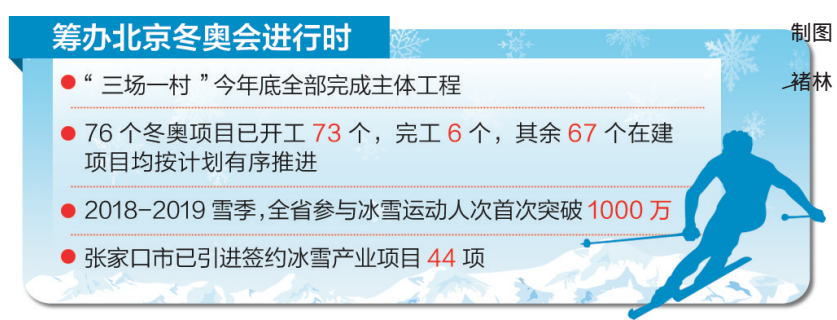 筹办北京冬奥会进行时
制图
褚林
“三场一村”今年底全部完成主体工程
76个冬奥项目已开工73个，完工6个，其余67个在建
项目均按计划有序推进
2018-2019雪季，全省参与冰雪运动人次首次突破1000万
张家口市已引进签约冰雪产业项目44项